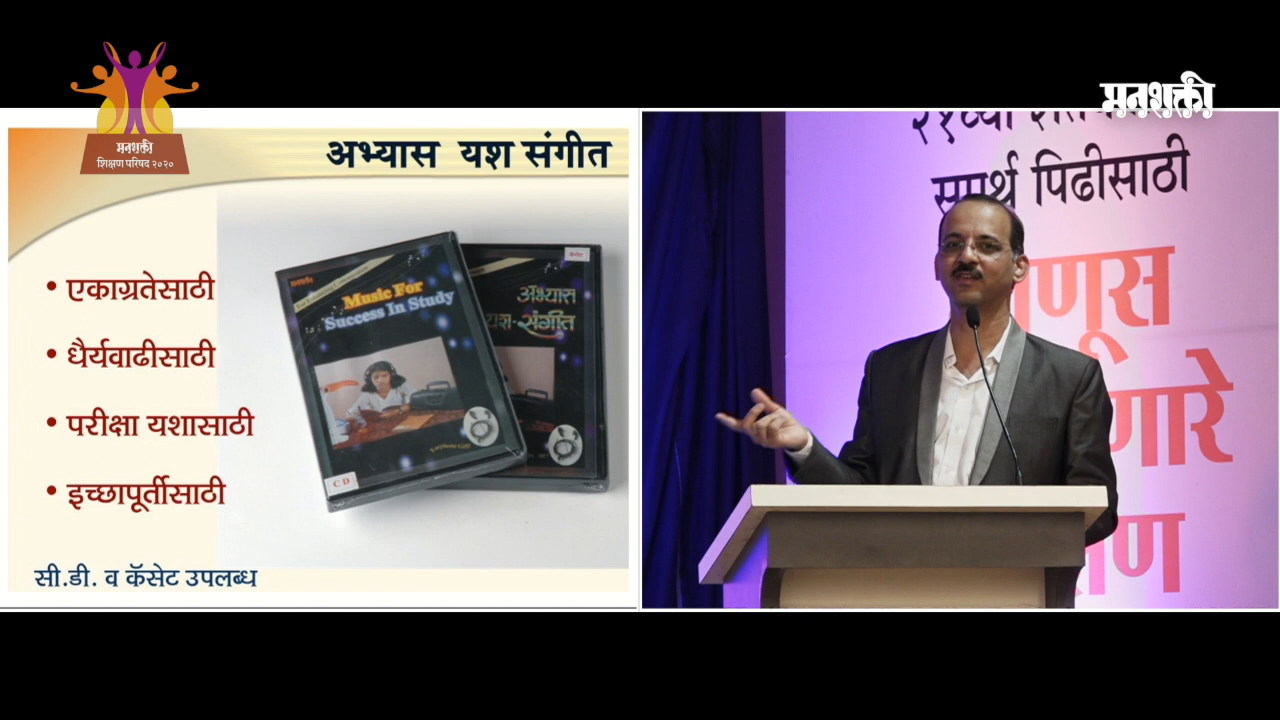 मनशक्ती
शिक्षण परिषद २०२०
मनशक्ती
अभ्यास यश संगीत
• एकाग्रतेसाठी
• धैर्यवाढीसाठी
• परीक्षा यशासाठी
• इच्छापूर्तीसाठी
Music For
Success In Study
CD
अभ्यास
यश-संगीत
कॅसेट
सी.डी. व कॅसेट उपलब्ध
२१व्या
समर्थ पिढीसाठी